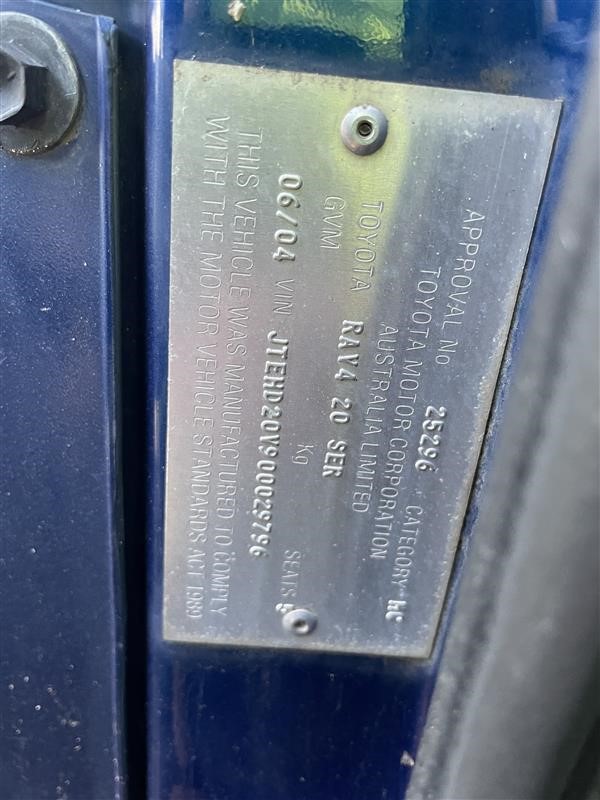 APPROVAL No 25296 CATEGORY MC
TOYOTA MOTOR CORPORATION
AUSTRALIA LIMITED
TOYOTA RAV4 20 SER
GVM kg SEATS 5
06/04 VIN JTEHD20V900029796
THIS VEHICLE WAS MANUFACTURED TO COMPLY
WITH THE MOTOR VEHICLE STANDARDS ACT 1989